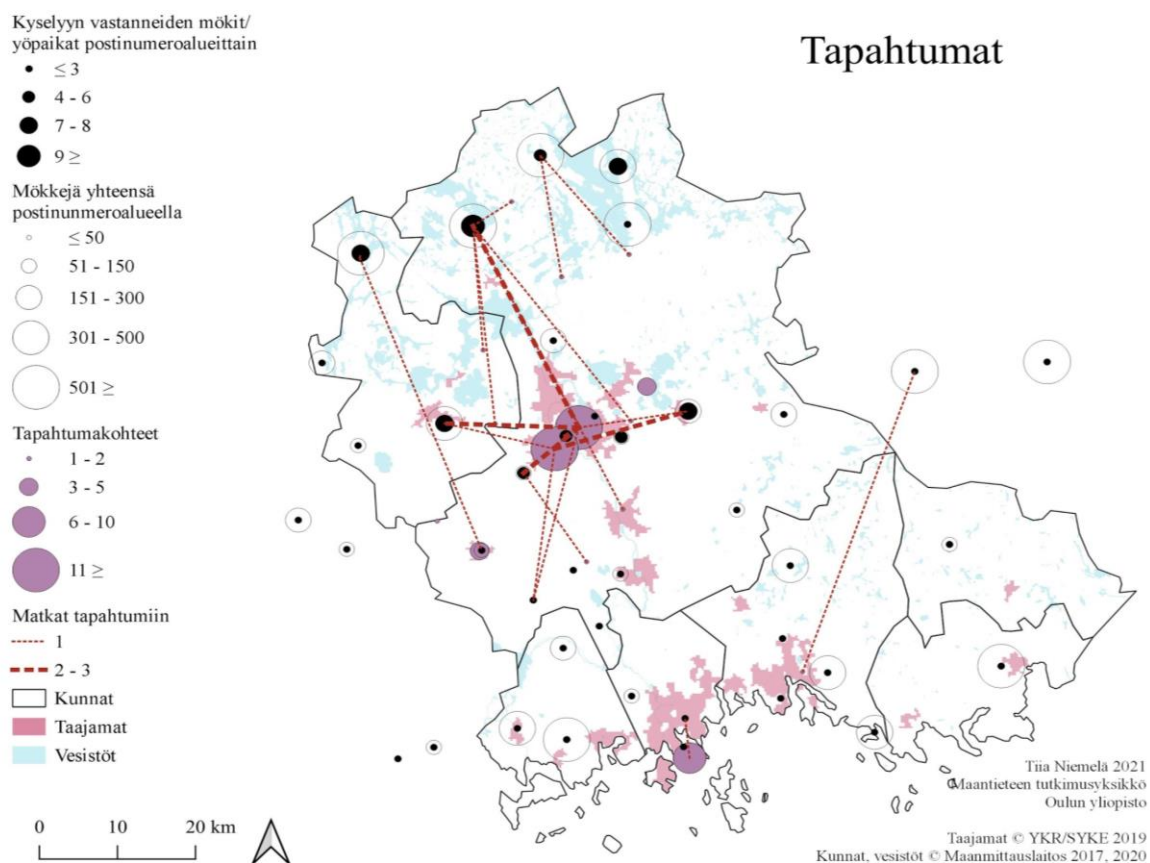 Tapahtumat
Kyselyyn vastanneiden mökit/
yöpaikat postinumeroalueittain
≤ 3
4 - 6
7 - 8
9 ≥
Mökkejä yhteensä
postinunmeroalueella
≤ 50
51 - 150
151 - 300
301 - 500
501 ≥
Tapahtumakohteet
1 - 2
3 - 5
6 - 10
11 ≥
Matkat tapahtumiin
1
2 - 3
Kunnat
Taajamat
Vesistöt
0 10 20 km
Tiia Niemelä 2021
Maantieteen tutkimusyksikkö
Oulun yliopisto
Taajamat © YKR/SYKE 2019
Kunnat, vesistöt © Maanmittauslaitos 2017, 2020